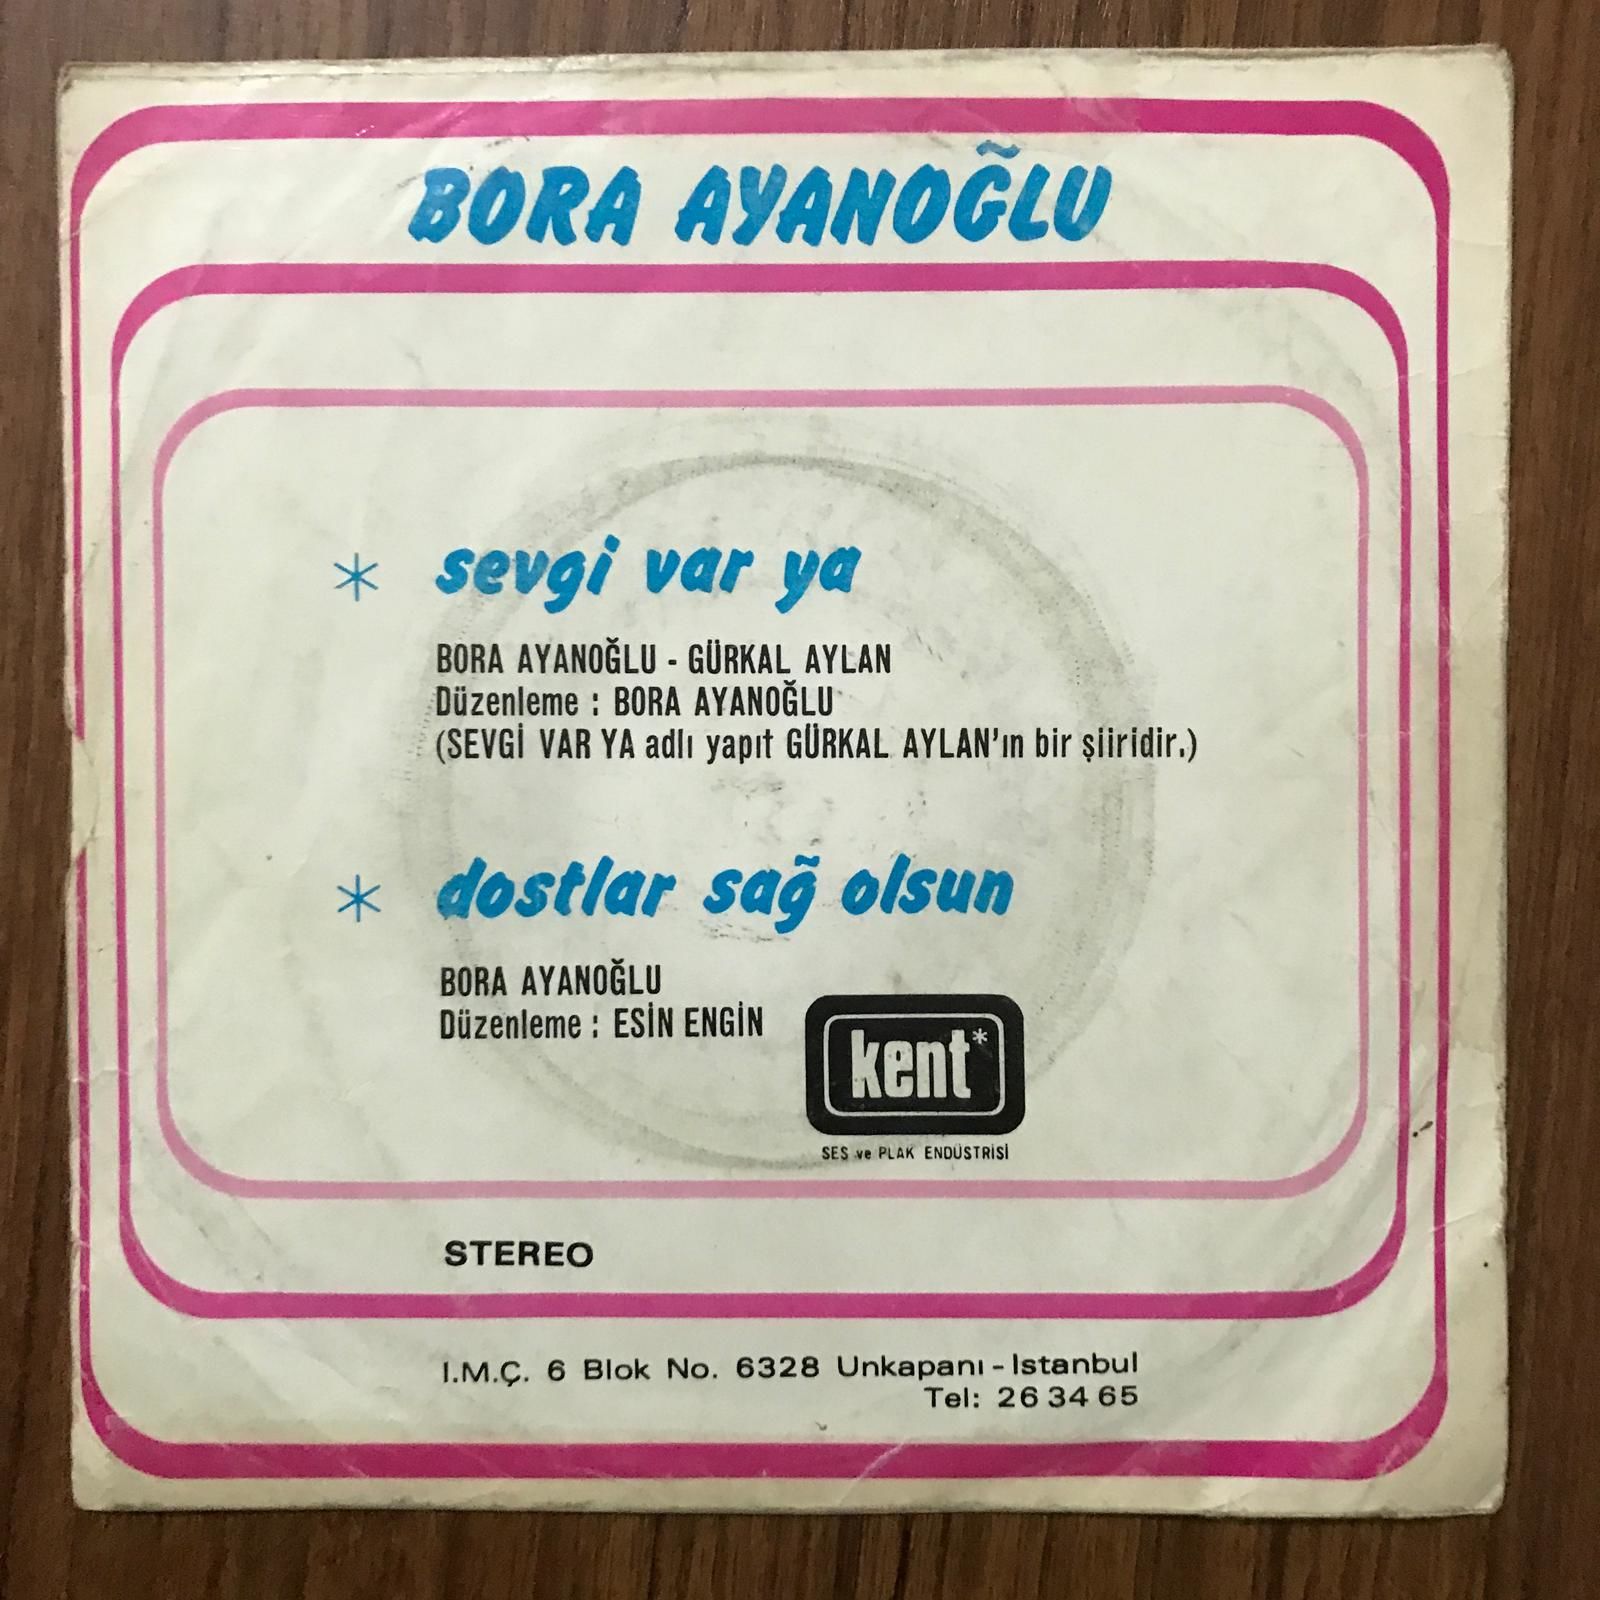 BORA AYANOĞLU
* sevgi var ya
BORA AYANOĞLU - GÜRKAL AYLAN
Düzenleme : BORA AYANOĞLU
(SEVGİ VAR YA adlı yapıt GÜRKAL AYLAN'ın bir şiiridir.)
* dostlar sağ olsun
BORA AYANOĞLU
Düzenleme : ESİN ENGİN
kent*
SES ve PLAK ENDÜSTRİSİ
STEREO
I.M.Ç. 6 Blok No. 6328 Unkapanı - Istanbul
Tel: 26 34 65